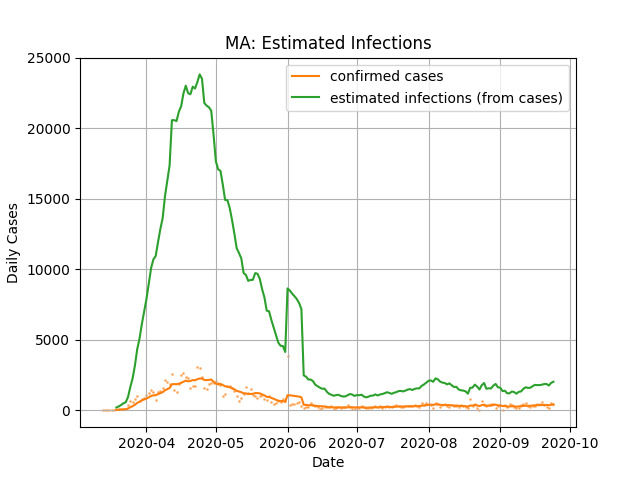 MA: Estimated Infections
confirmed cases
estimated infections (from cases)
25000
20000
15000
10000
5000
0
Daily Cases
2020-04 2020-05 2020-06 2020-07 2020-08 2020-09 2020-10
Date